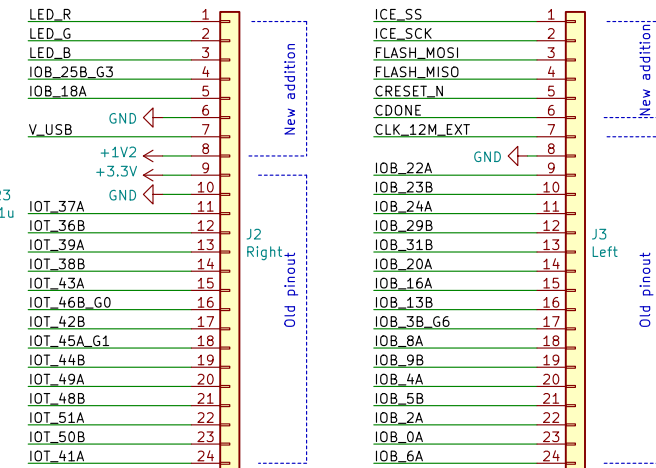 LED_R 1
LED_G 2
LED_B 3
IOB_25B_G3 4
IOB_18A 5
GND 6
V_USB 7
+1V2 8
+3.3V 9
GND 10
IOT_37A 11
IOT_36B 12
IOT_39A 13
IOT_38B 14
IOT_43A 15
IOT_46B_G0 16
IOT_42B 17
IOT_45A_G1 18
IOT_44B 19
IOT_49A 20
IOT_48B 21
IOT_51A 22
IOT_50B 23
IOT_41A 24
23
1u
J2
Right
New addition
Old pinout
ICE_SS 1
ICE_SCK 2
FLASH_MOSI 3
FLASH_MISO 4
CRESET_N 5
CDONE 6
CLK_12M_EXT 7
GND 8
IOB_22A 9
IOB_23B 10
IOB_24A 11
IOB_29B 12
IOB_31B 13
IOB_20A 14
IOB_16A 15
IOB_13B 16
IOB_3B_G6 17
IOB_8A 18
IOB_9B 19
IOB_4A 20
IOB_5B 21
IOB_2A 22
IOB_0A 23
IOB_6A 24
J3
Left
New addition
Old pinout